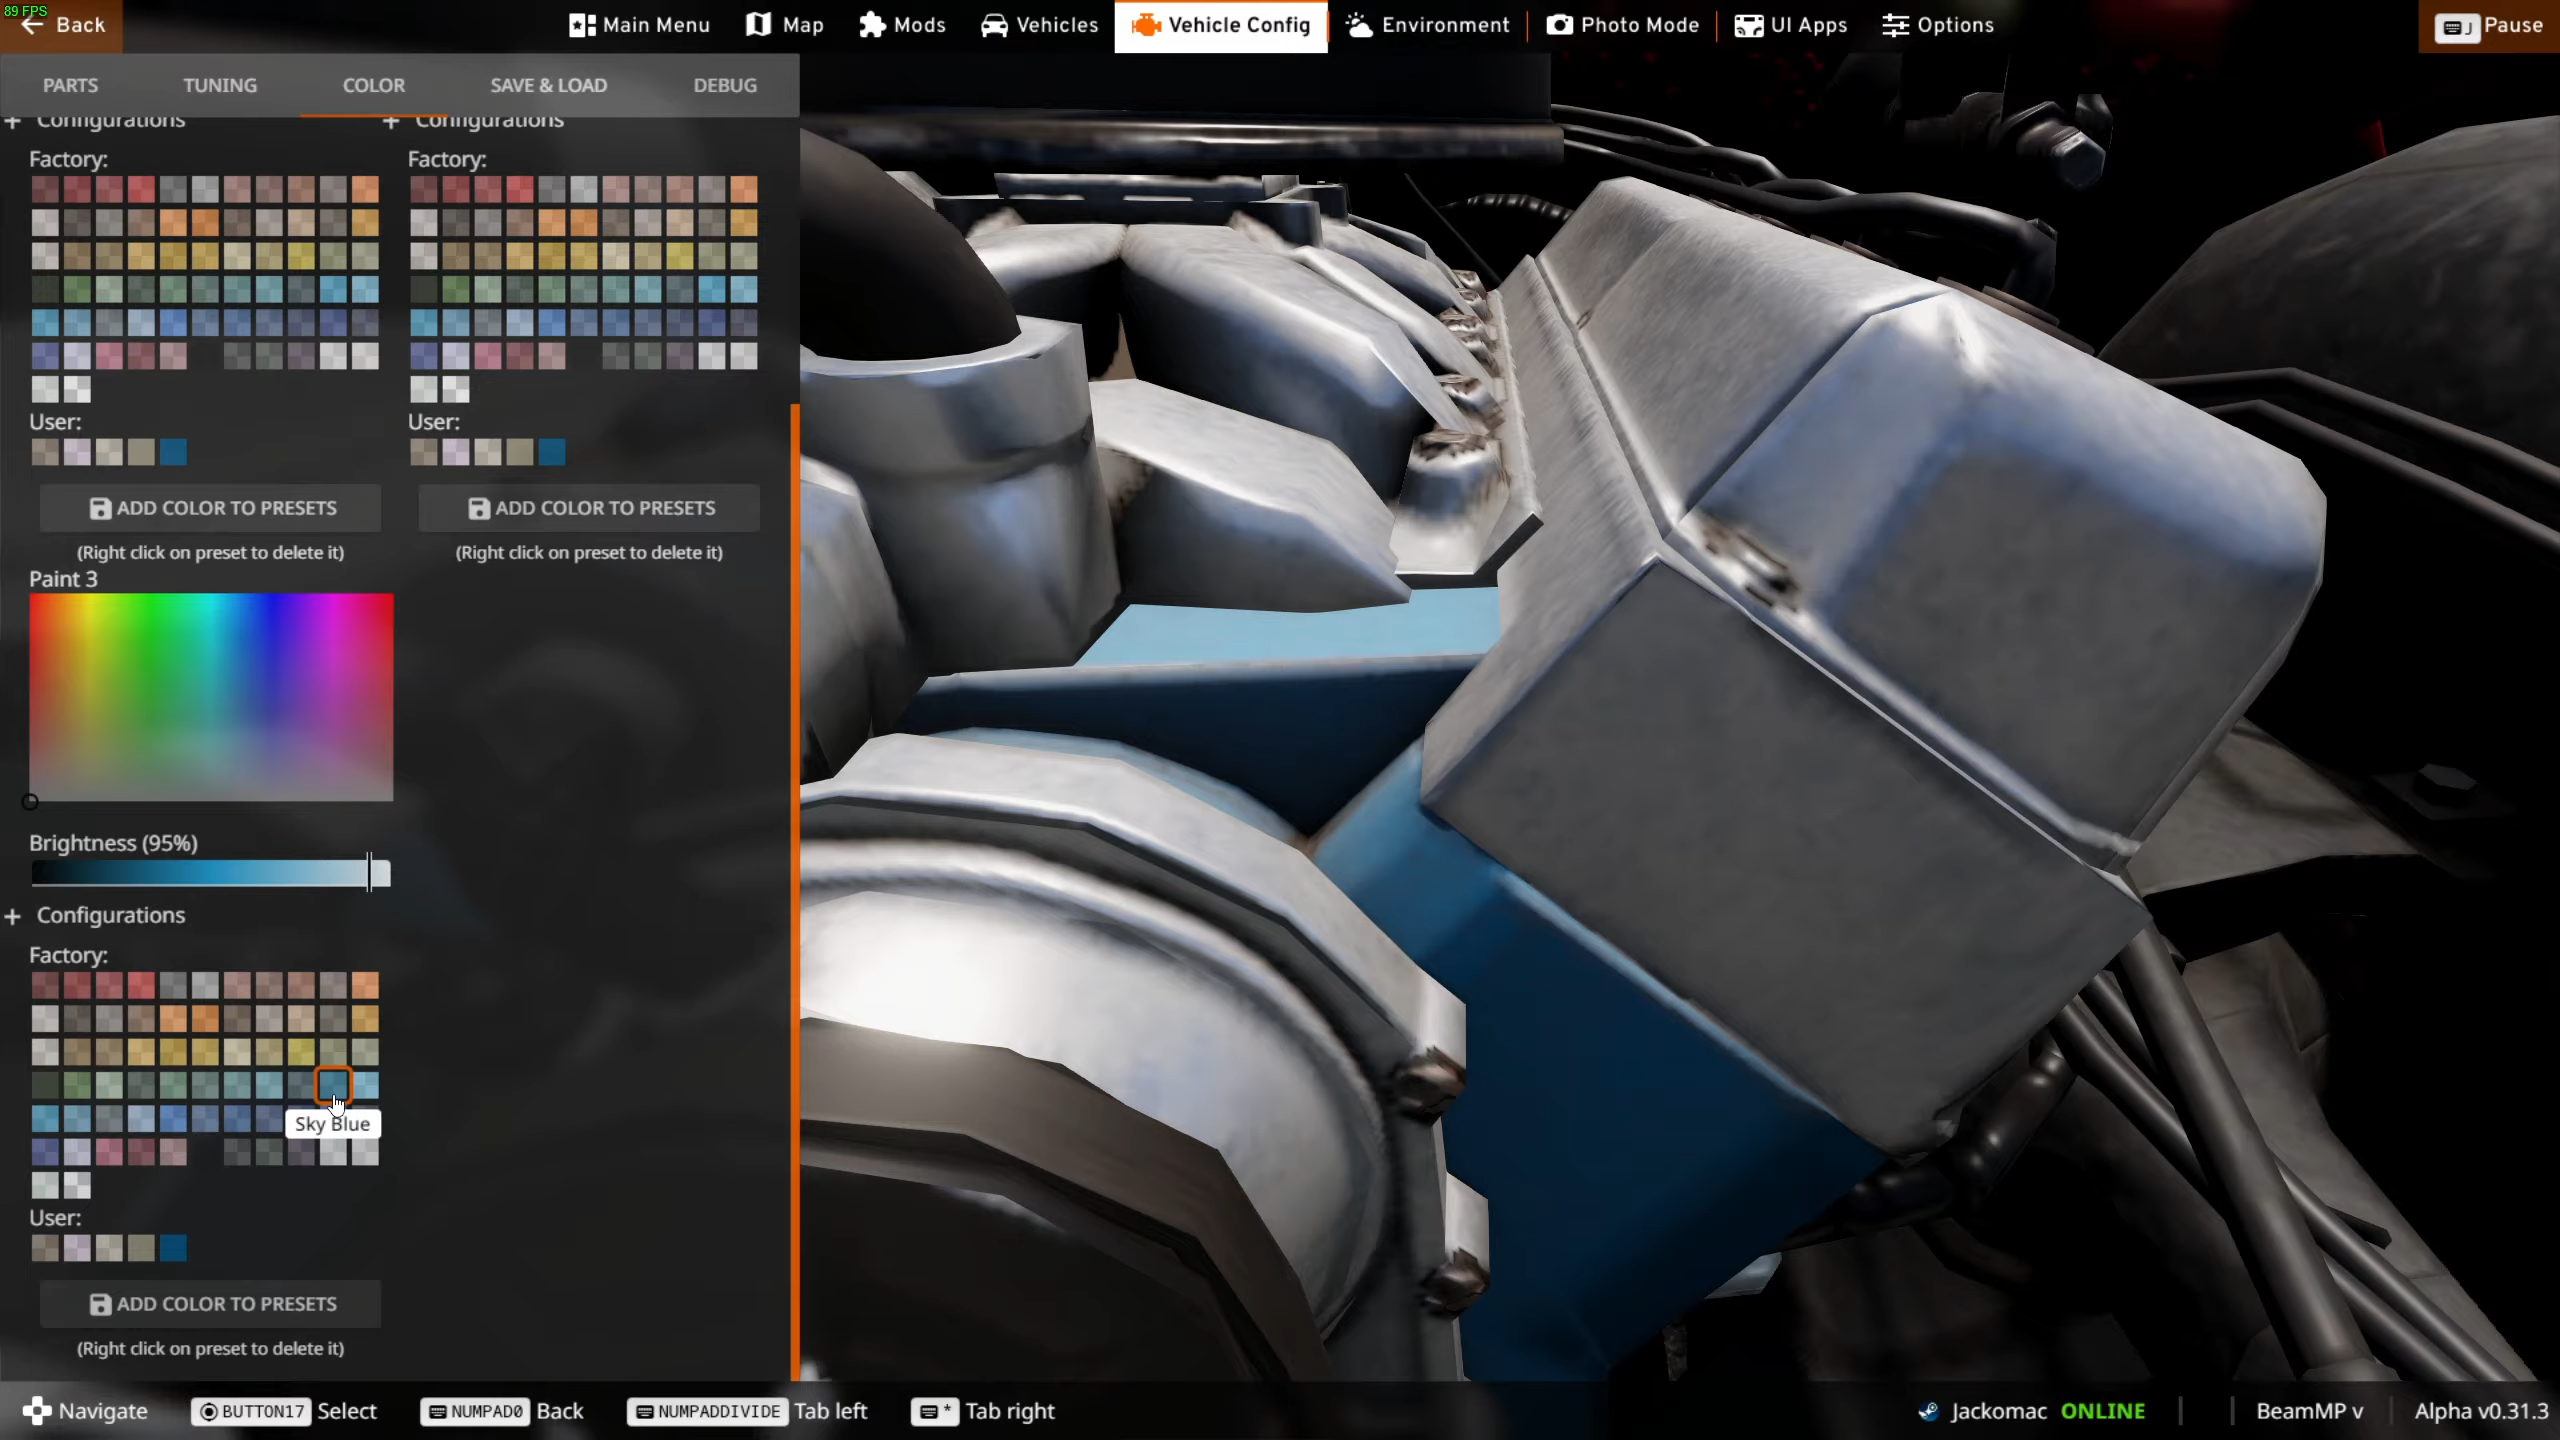 89 FPS
Back
Main Menu
Map
Mods
Vehicles
Vehicle Config
Environment
Photo Mode
UI Apps
Options
J Pause
PARTS
TUNING
COLOR
SAVE & LOAD
DEBUG
+ Configurations
+ Configurations
Factory:
Factory:
User:
User:
ADD COLOR TO PRESETS
ADD COLOR TO PRESETS
(Right click on preset to delete it)
(Right click on preset to delete it)
Paint 3
Brightness (95%)
+ Configurations
Factory:
Sky Blue
User:
ADD COLOR TO PRESETS
(Right click on preset to delete it)
Navigate
BUTTON17 Select
NUMPAD0 Back
NUMPADDIVIDE Tab left
* Tab right
Jackomac ONLINE
BeamMP v
Alpha v0.31.3